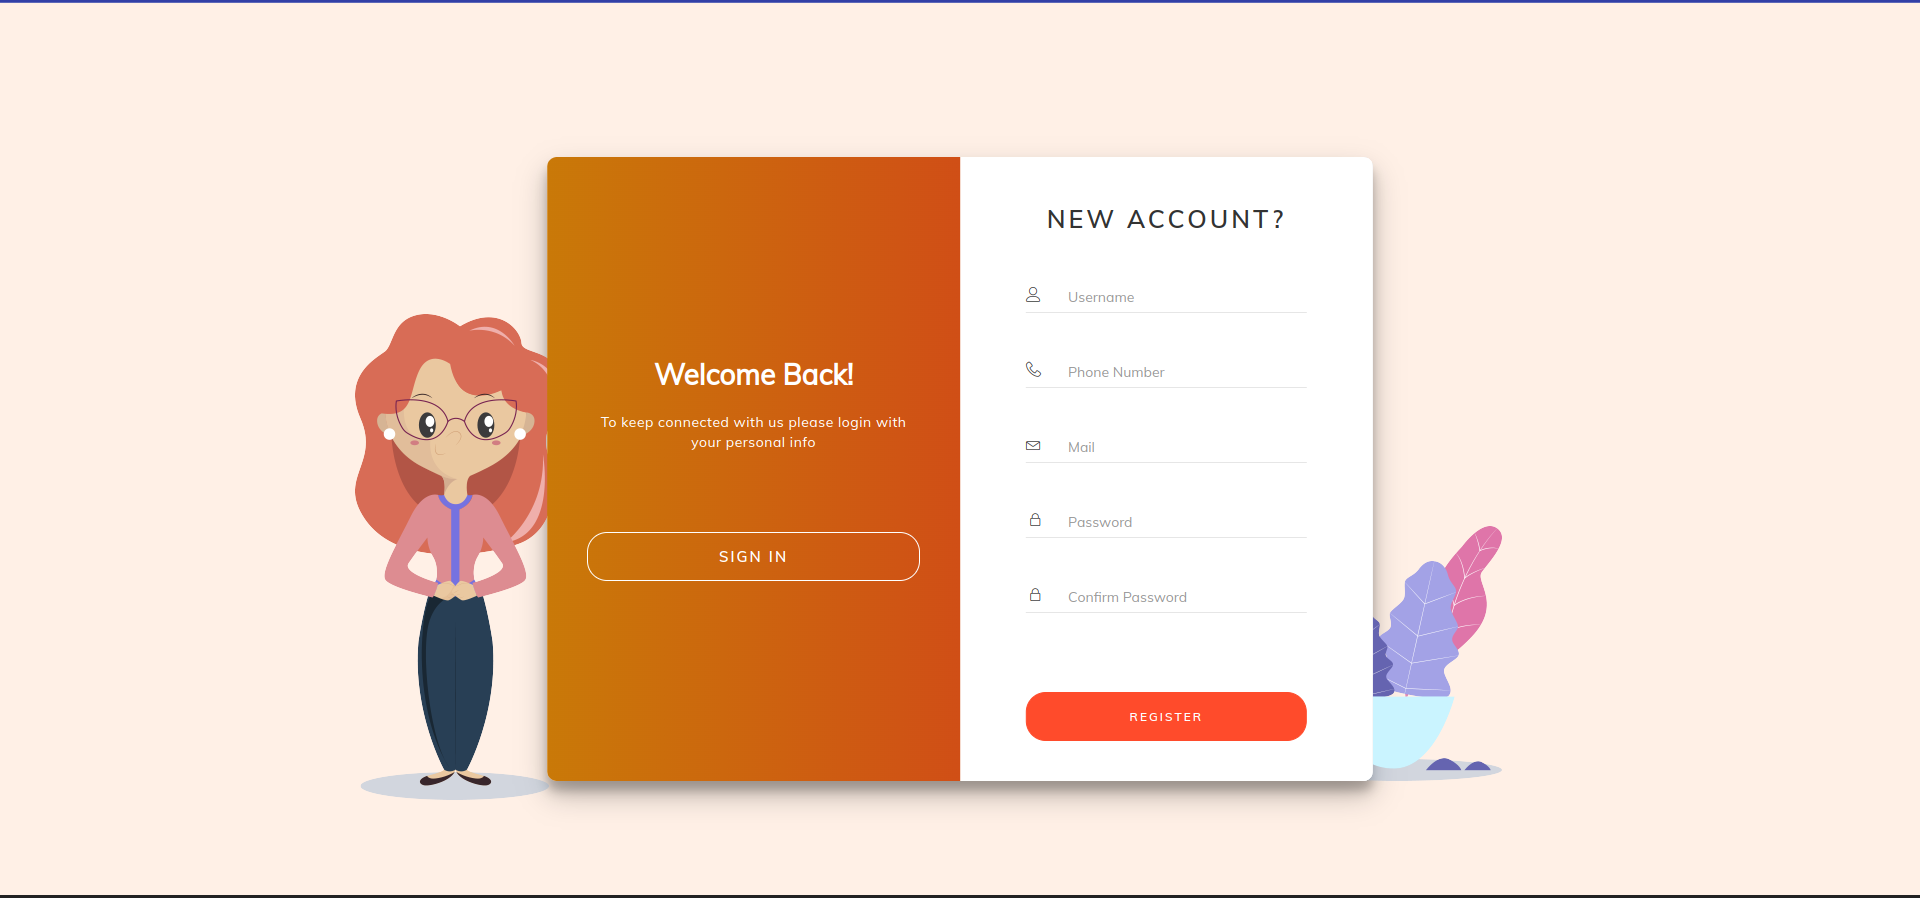 Welcome Back!
To keep connected with us please login with
your personal info
SIGN IN
NEW ACCOUNT?
Username
Phone Number
Mail
Password
Confirm Password
REGISTER